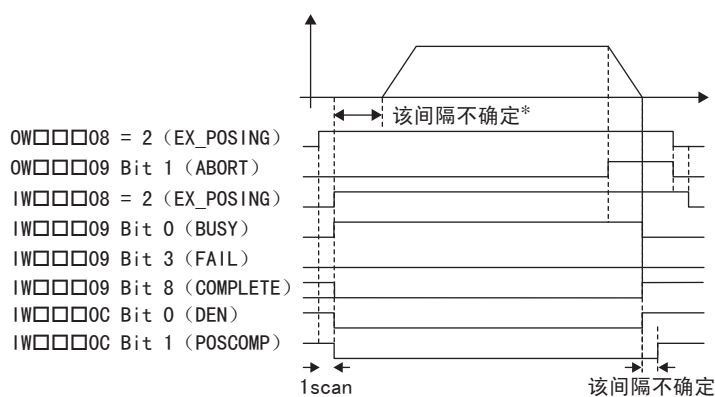 该间隔不确定*
OW□□□08 = 2（EX_POSING）
OW□□□09 Bit 1（ABORT）
IW□□□08 = 2（EX_POSING）
IW□□□09 Bit 0（BUSY）
IW□□□09 Bit 3（FAIL）
IW□□□09 Bit 8（COMPLETE）
IW□□□0C Bit 0（DEN）
IW□□□0C Bit 1（POSCOMP）
1scan 该间隔不确定